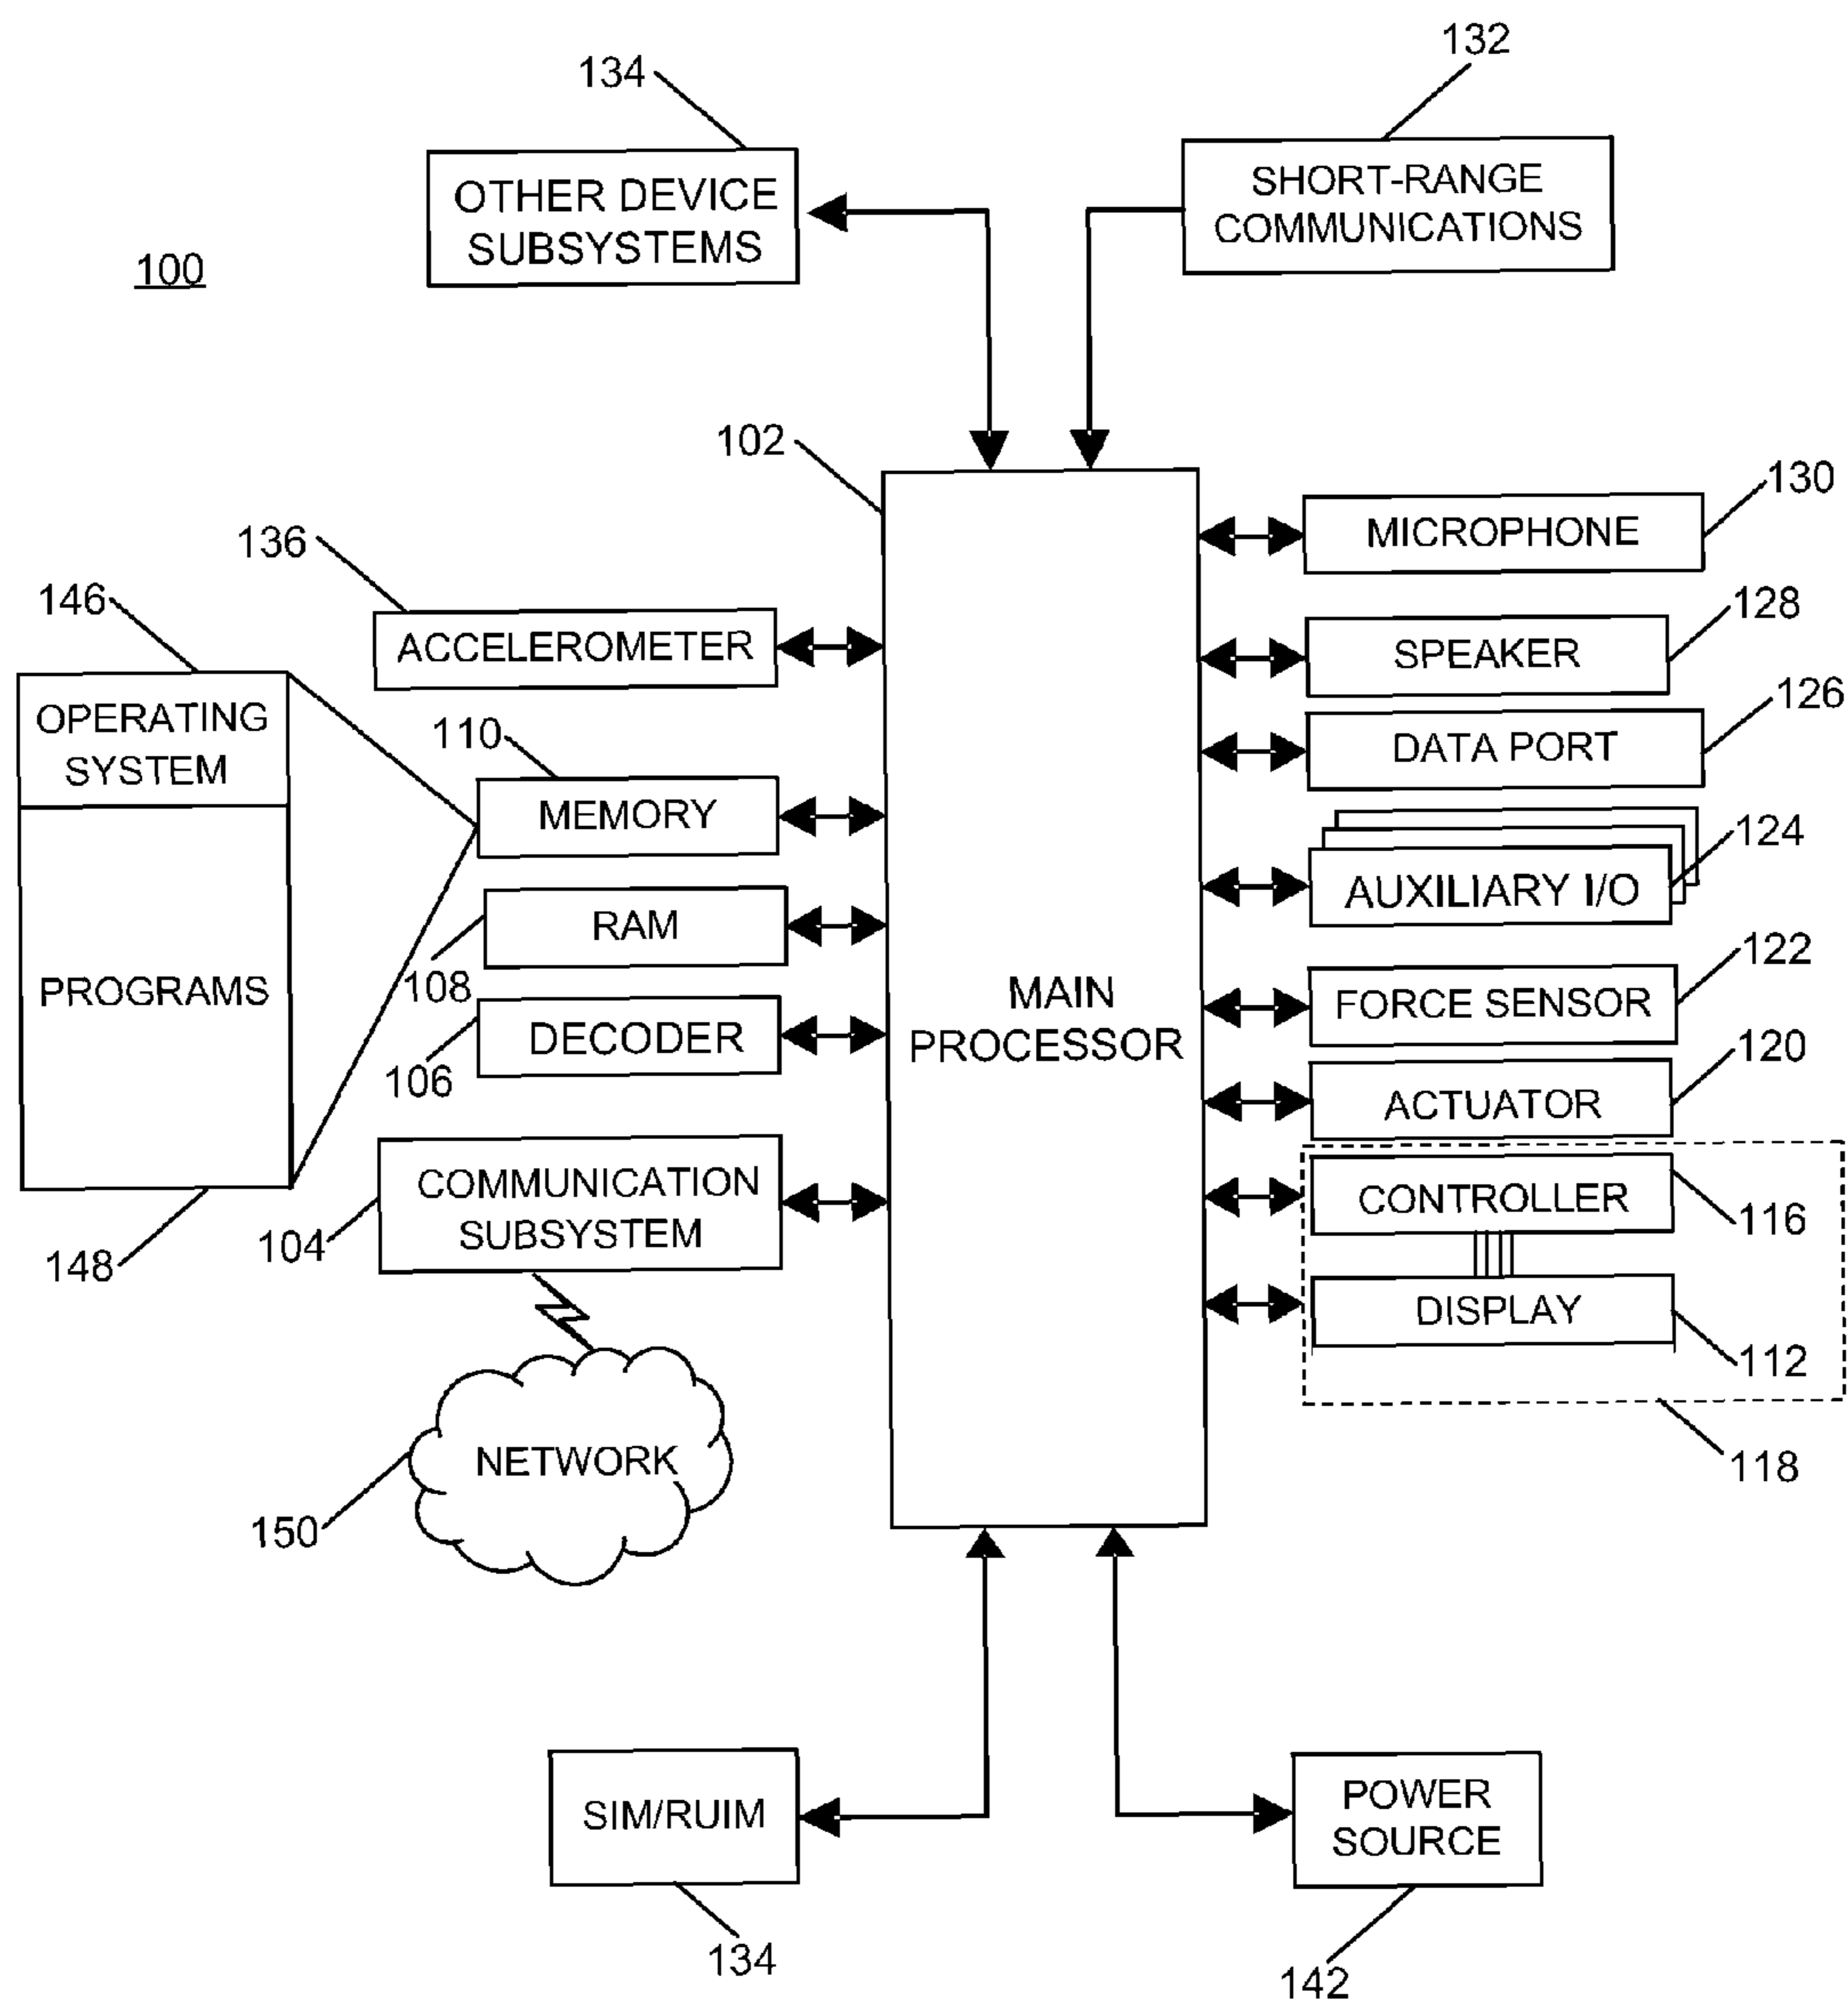 132
134
SHORT-RANGE
COMMUNICATIONS
OTHER DEVICE
SUBSYSTEMS
100
102
130
MICROPHONE
136
146
128
ACCELEROMETER
SPEAKER
126
OPERATING
SYSTEM
110
DATA PORT
MEMORY
124
AUXILIARY I/O
RAM
108
122
PROGRAMS
MAIN
PROCESSOR
FORCE SENSOR
DECODER
106
120
ACTUATOR
COMMUNICATION
SUBSYSTEM
CONTROLLER
116
104
148
DISPLAY
112
NETWORK
118
150
SIM/RUIM
POWER
SOURCE
134
142